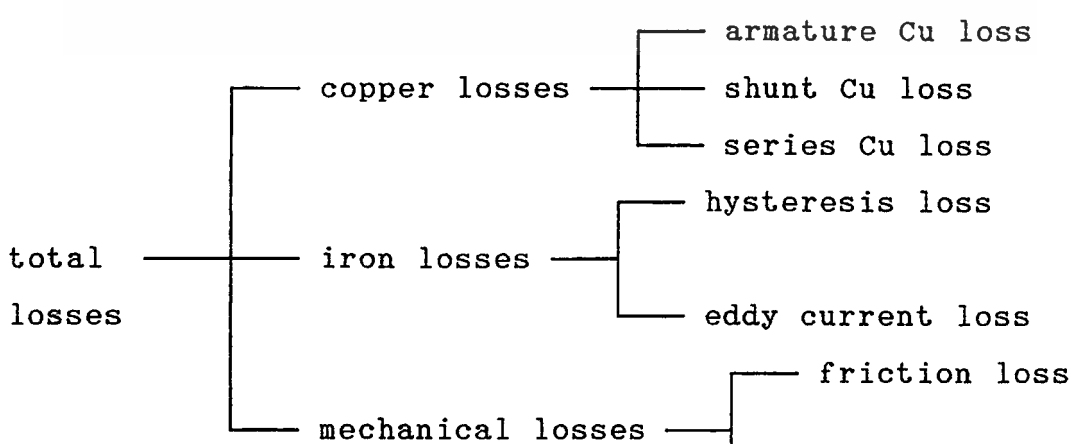 armature Cu loss
copper losses
shunt Cu loss
series Cu loss
hysteresis loss
total
losses
iron losses
eddy current loss
friction loss
mechanical losses